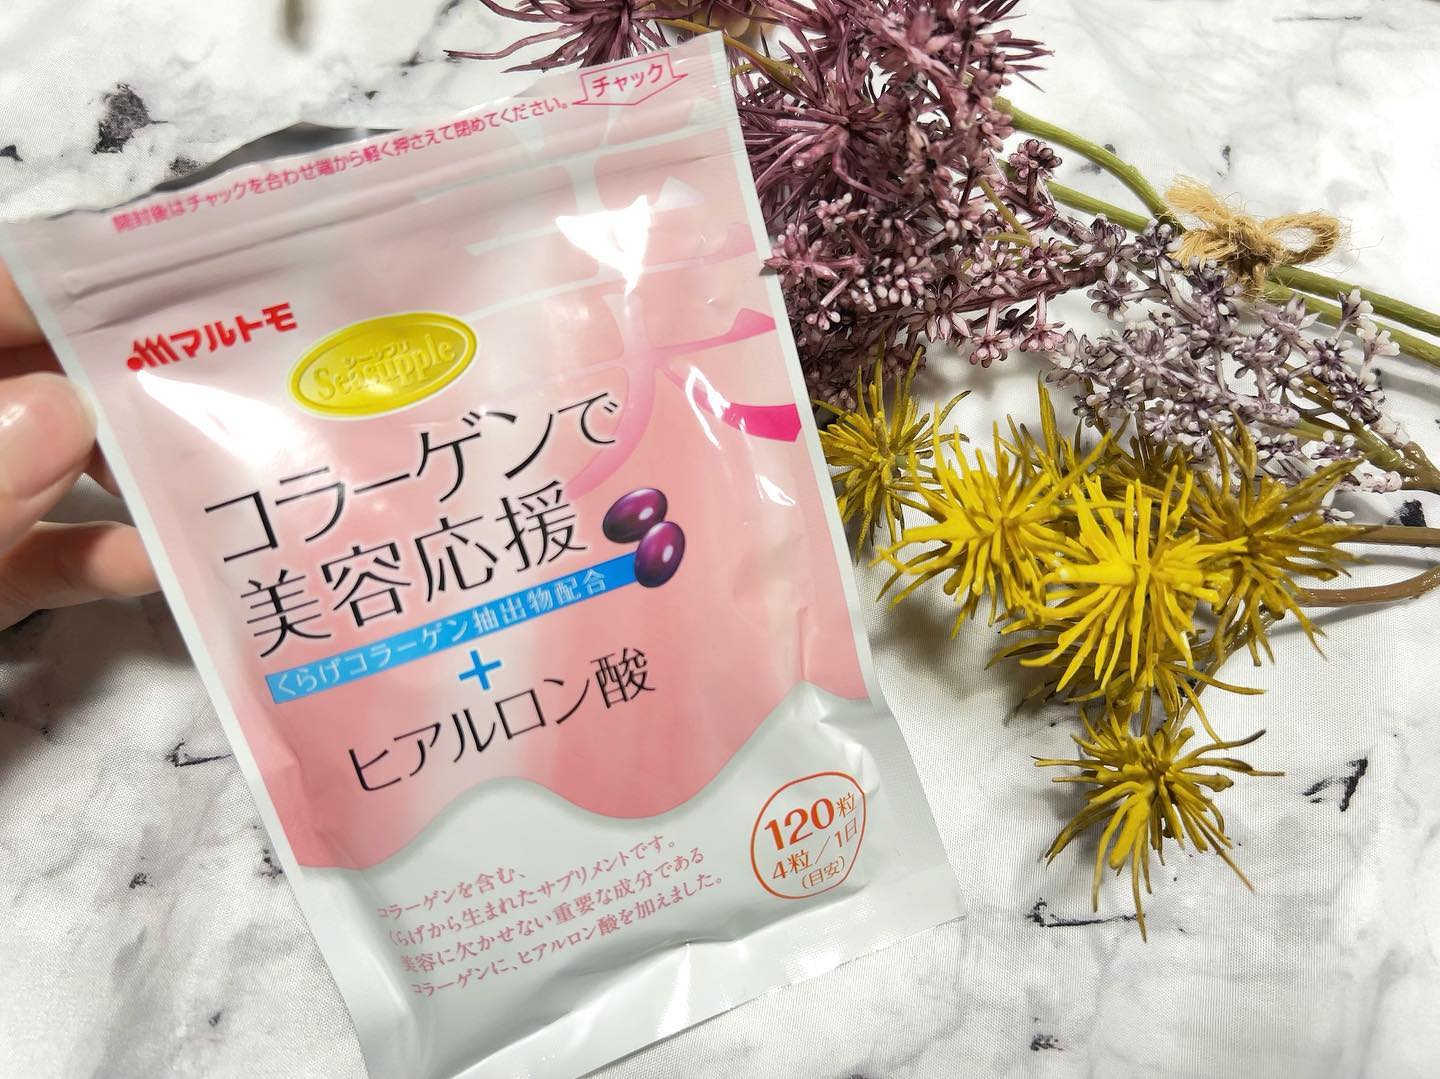 チャック
開封後はチャックを合わせ端から軽く押さえて閉めてください。
マルトモ
シーサプリ
Seasupple
美
コラーゲンで
美容応援
くらげコラーゲン抽出物配合
+
ヒアルロン酸
120粒
4粒/1日
(目安)
コラーゲンを含む、
くらげから生まれたサプリメントです。
美容に欠かせない重要な成分である
コラーゲンに、ヒアルロン酸を加えました。